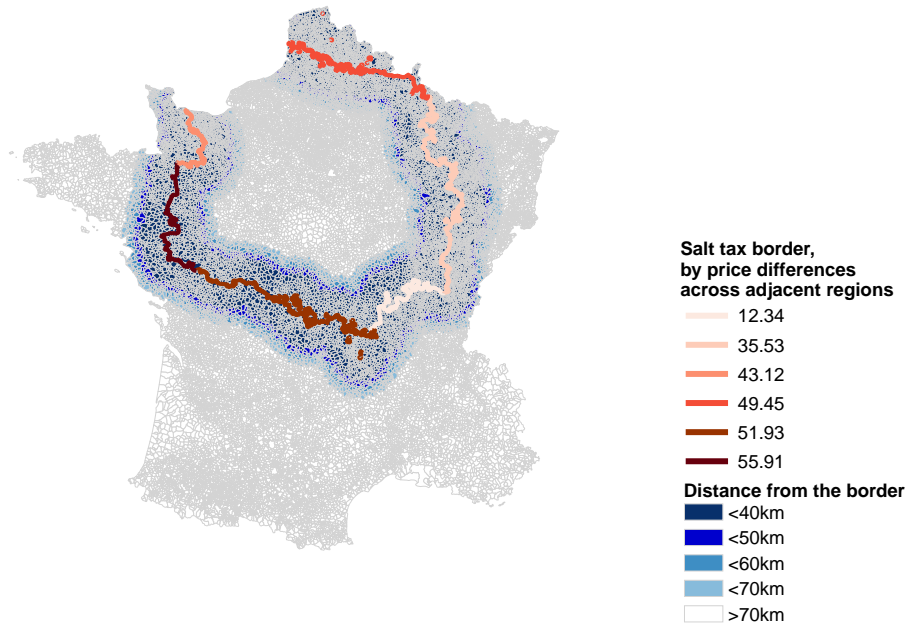 Salt tax border,
by price differences
across adjacent regions
12.34
35.53
43.12
49.45
51.93
55.91
Distance from the border
<40km
<50km
<60km
<70km
>70km